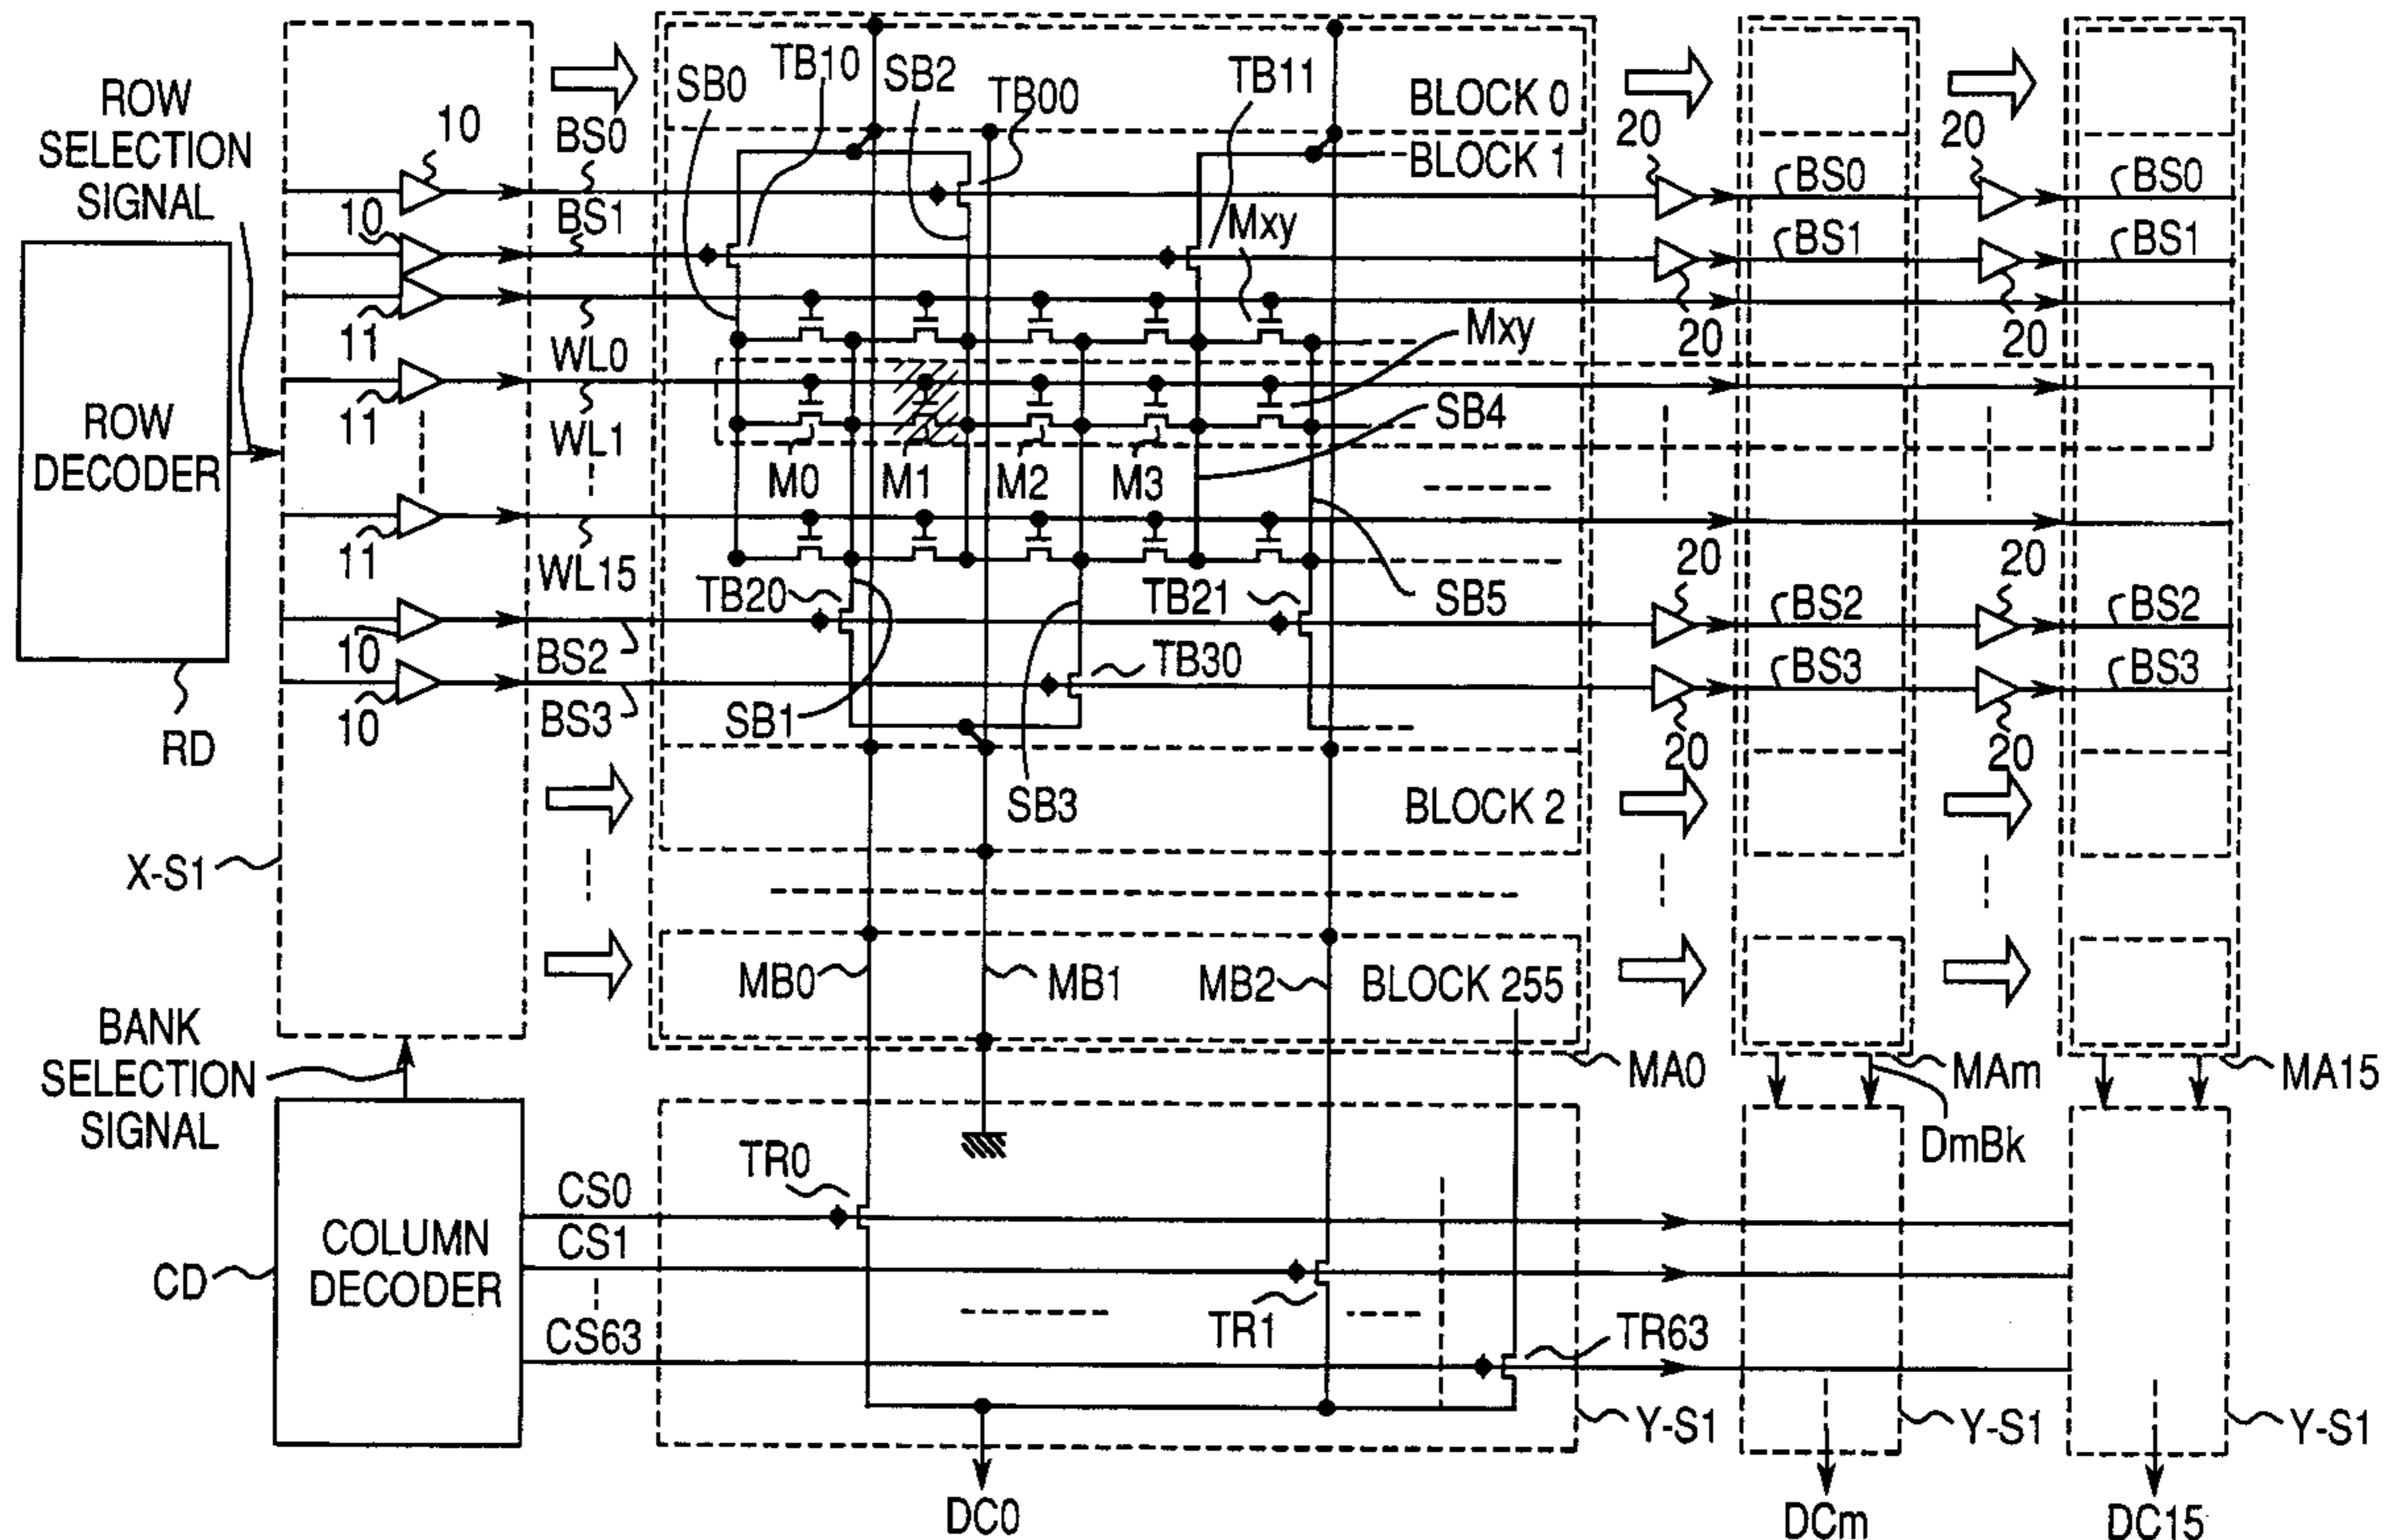 ROW
SELECTION
SIGNAL
10
BS0
SB0
TB10
SB2
TB00
TB11
BLOCK 0
20
20
BLOCK 1
BS0
BS0
10
BS1
Mxy
BS1
BS1
11
WL0
20
20
Mxy
ROW
DECODER
11
WL1
SB4
M0
M1
M2
M3
11
WL15
TB20
TB21
SB5
20
20
BS2
BS2
10
BS2
TB30
BS3
BS3
10
BS3
SB1
RD
20
20
SB3
BLOCK 2
X-S1
MB0
MB1
MB2
BLOCK 255
BANK
SELECTION
SIGNAL
MA0
MAm
MA15
DmBk
TR0
CS0
CS1
CS63
COLUMN
DECODER
CD
TR1
TR63
Y-S1
Y-S1
Y-S1
DC0
DCm
DC15